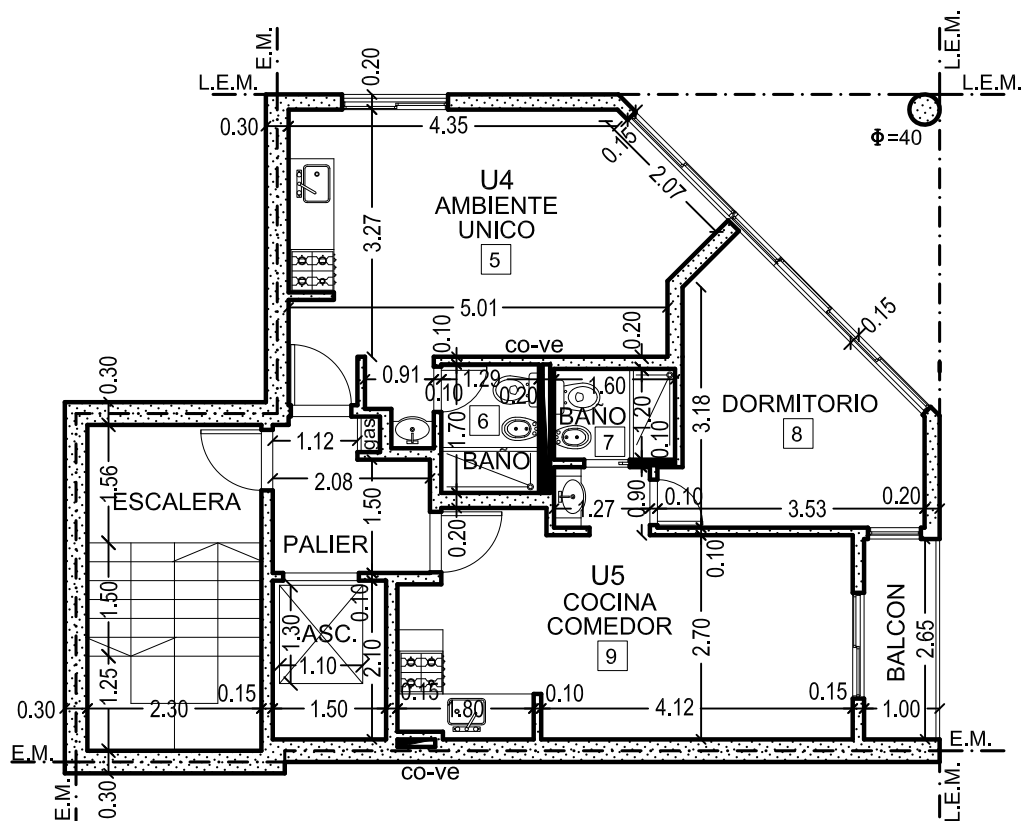 E.M.
L.E.M.
L.E.M.
L.E.M.
0.20
0.30
4.35
0.15
Φ=40
2.07
U4
AMBIENTE
UNICO
5
3.27
5.01
0.15
0.10
co-ve
0.20
0.30
0.91
0.10
1.29
0.20
1.60
1.12
gas
1.70
6
BAÑO
BAÑO
7
1.20
0.10
3.18
DORMITORIO
8
2.08
1.56
ESCALERA
1.50
PALIER
0.20
1.27
0.90
0.10
3.53
0.20
0.10
U5
COCINA
COMEDOR
9
1.50
1.30
ASC.
1.10
0.10
2.10
2.70
BALCON
2.65
1.25
0.30
2.30
0.15
1.50
0.15
.80
0.10
4.12
0.15
1.00
E.M.
E.M.
co-ve
0.30
E.M.
L.E.M.